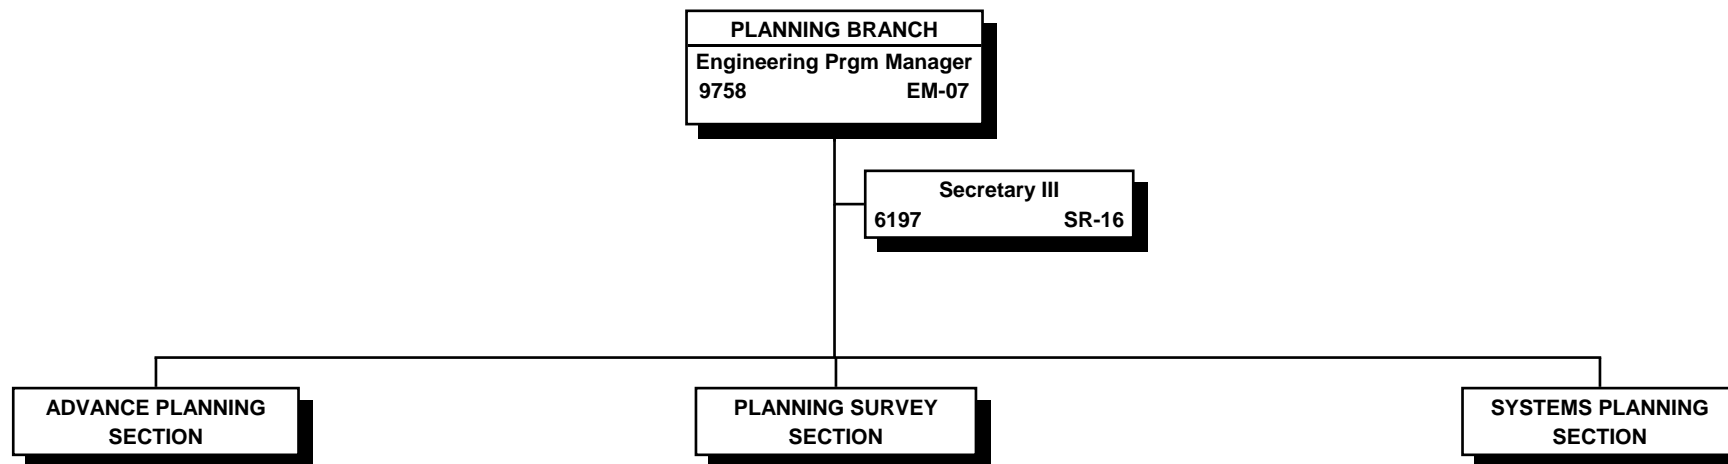 PLANNING BRANCH
Engineering Prgm Manager
9758 EM-07
Secretary III
6197 SR-16
ADVANCE PLANNING
SECTION
PLANNING SURVEY
SECTION
SYSTEMS PLANNING
SECTION